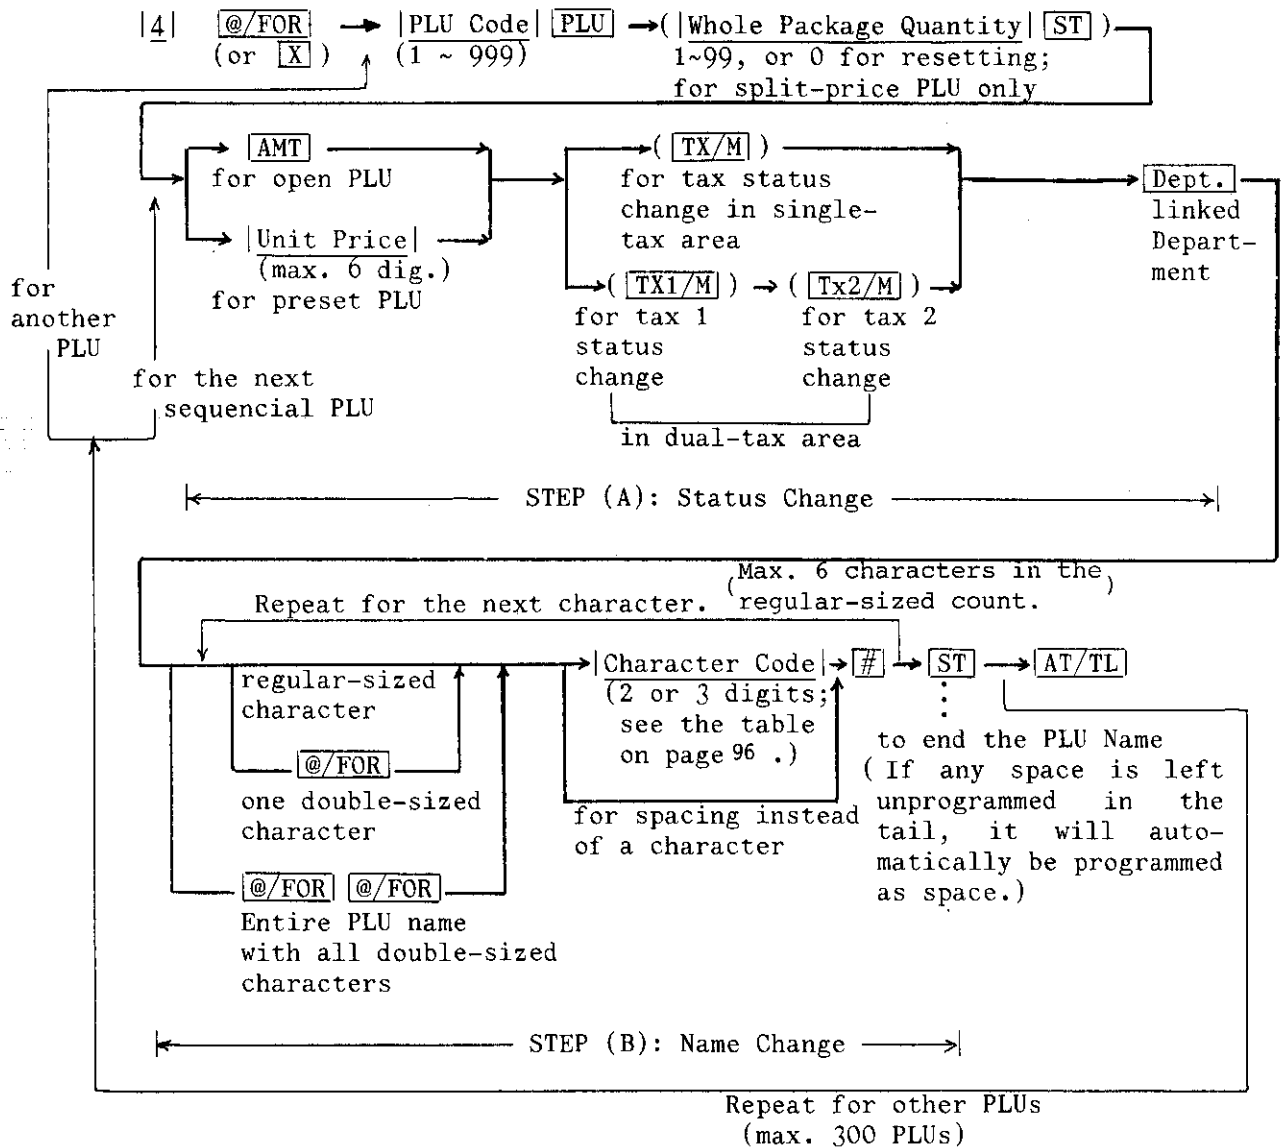 4 @/FOR PLU Code PLU (Whole Package Quantity ST)
(or X) (1 ~ 999) 1~99, or 0 for resetting;
for split-price PLU only
AMT
for open PLU
Unit Price
(max. 6 dig.)
for preset PLU
(TX/M)
for tax status
change in single-
tax area
(TX1/M) (Tx2/M)
for tax 1
status
change
for tax 2
status
change
in dual-tax area
Dept.
linked
Depart-
ment
for
another
PLU
for the next
sequencial PLU
STEP (A): Status Change
Repeat for the next character.
(Max. 6 characters in the
regular-sized count.)
regular-sized
character
@/FOR
one double-sized
character
@/FOR @/FOR
Entire PLU name
with all double-sized
characters
Character Code # ST AT/TL
(2 or 3 digits;
see the table
on page 96 .)
for spacing instead
of a character
to end the PLU Name
(If any space is left
unprogrammed in the
tail, it will auto-
matically be programmed
as space.)
STEP (B): Name Change
Repeat for other PLUs
(max. 300 PLUs)